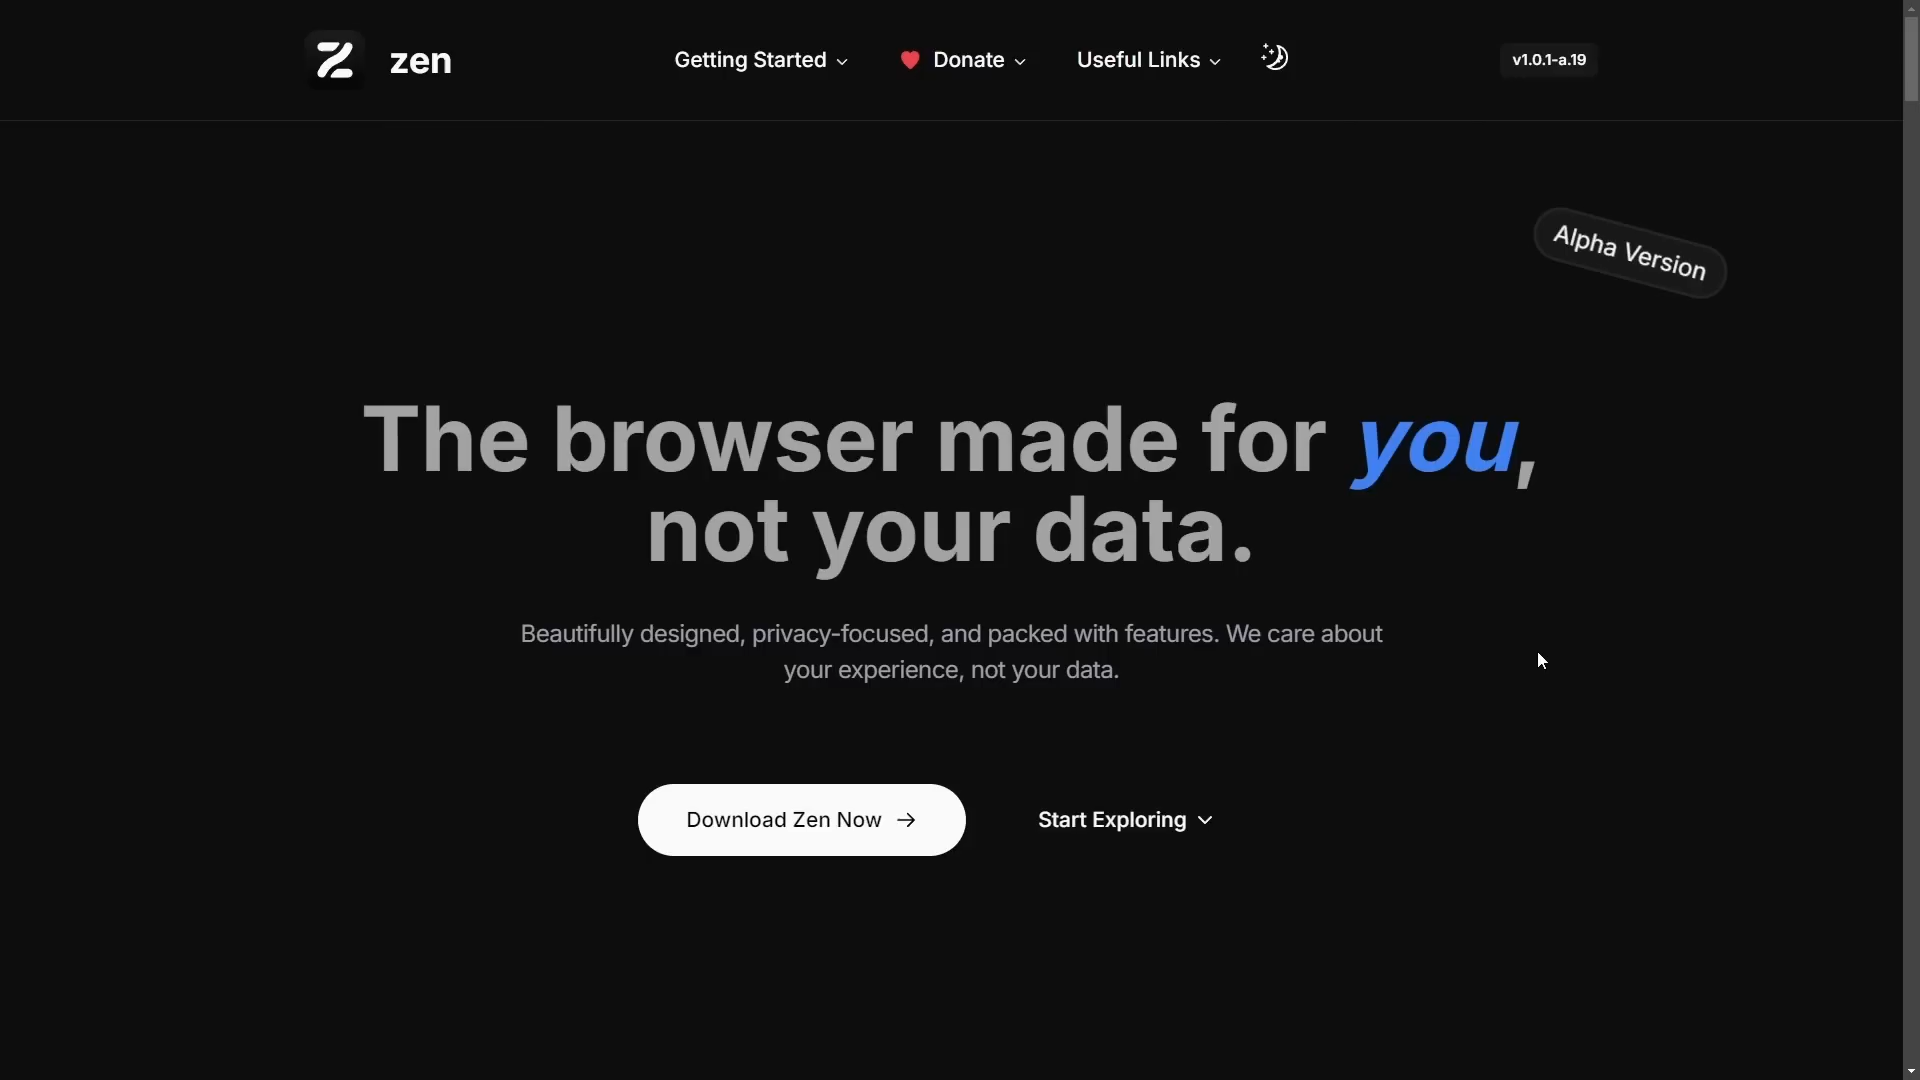 zen
Getting Started
Donate
Useful Links
v1.0.1-a.19
Alpha Version
The browser made for you,
not your data.
Beautifully designed, privacy-focused, and packed with features. We care about
your experience, not your data.
Download Zen Now
Start Exploring